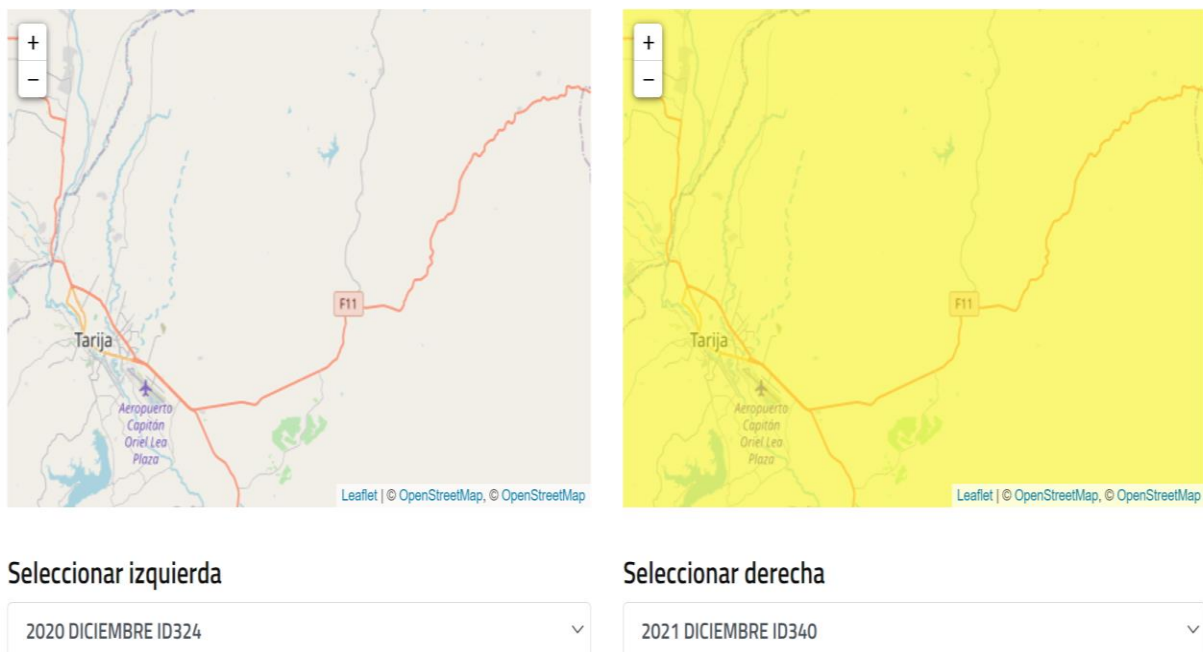 +
−
F11
Tarija
Aeropuerto
Capitán
Oriel Lea
Plaza
Leaflet | © OpenStreetMap, © OpenStreetMap
+
−
F11
Tarija
Aeropuerto
Capitán
Oriel Lea
Plaza
Leaflet | © OpenStreetMap, © OpenStreetMap
Seleccionar izquierda
2020 DICIEMBRE ID324
Seleccionar derecha
2021 DICIEMBRE ID340